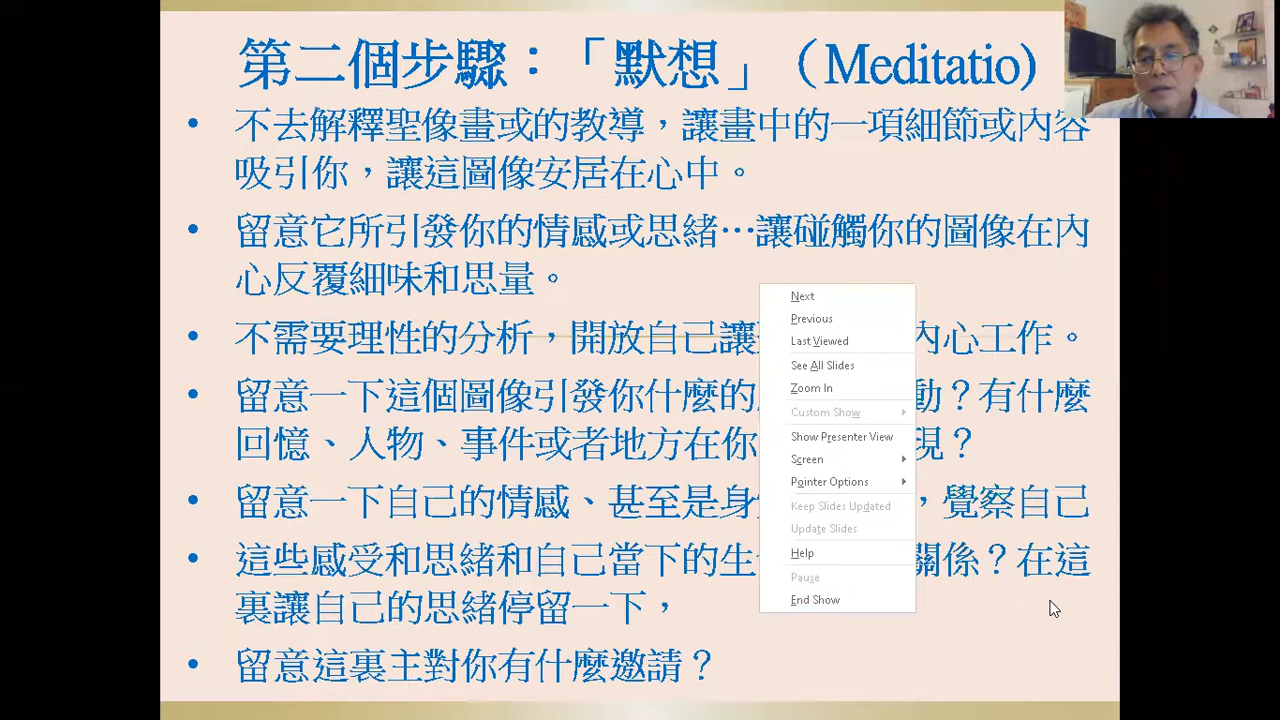 第二個步驟：「默想」（Meditatio)
• 不去解釋聖像畫或的教導，讓畫中的一項細節或內容
吸引你，讓這圖像安居在心中。
• 留意它所引發你的情感或思緒…讓碰觸你的圖像在內
心反覆細味和思量。
• 不需要理性的分析，開放自己讓 內心工作。
• 留意一下這個圖像引發你什麼的 動？有什麼
回憶、人物、事件或者地方在你 現？
• 留意一下自己的情感、甚至是身 ，覺察自己
• 這些感受和思緒和自己當下的生 關係？在這
裏讓自己的思緒停留一下，
• 留意這裏主對你有什麼邀請？
Next
Previous
Last Viewed
See All Slides
Zoom In
Custom Show
Show Presenter View
Screen
Pointer Options
Keep Slides Updated
Update Slides
Help
Pause
End Show